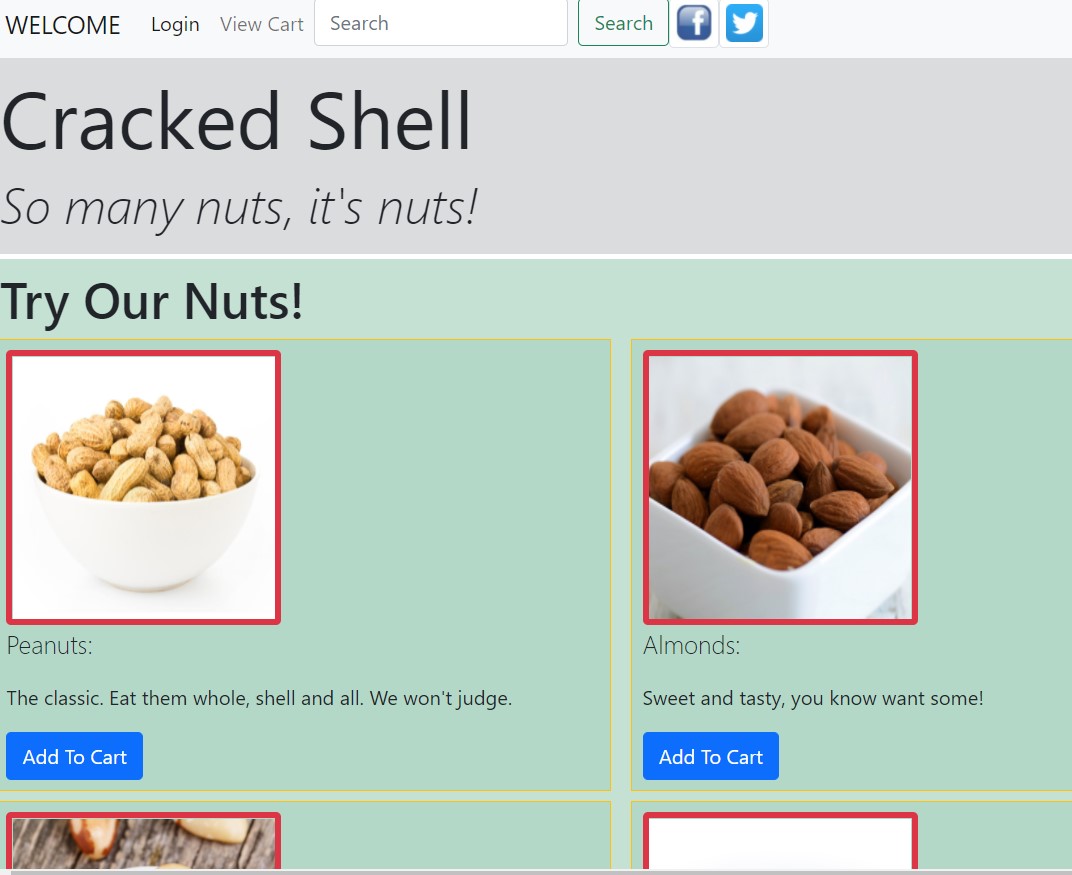 WELCOME Login View Cart Search Search
Cracked Shell
So many nuts, it's nuts!
Try Our Nuts!
Peanuts:
The classic. Eat them whole, shell and all. We won't judge.
Add To Cart
Almonds:
Sweet and tasty, you know want some!
Add To Cart